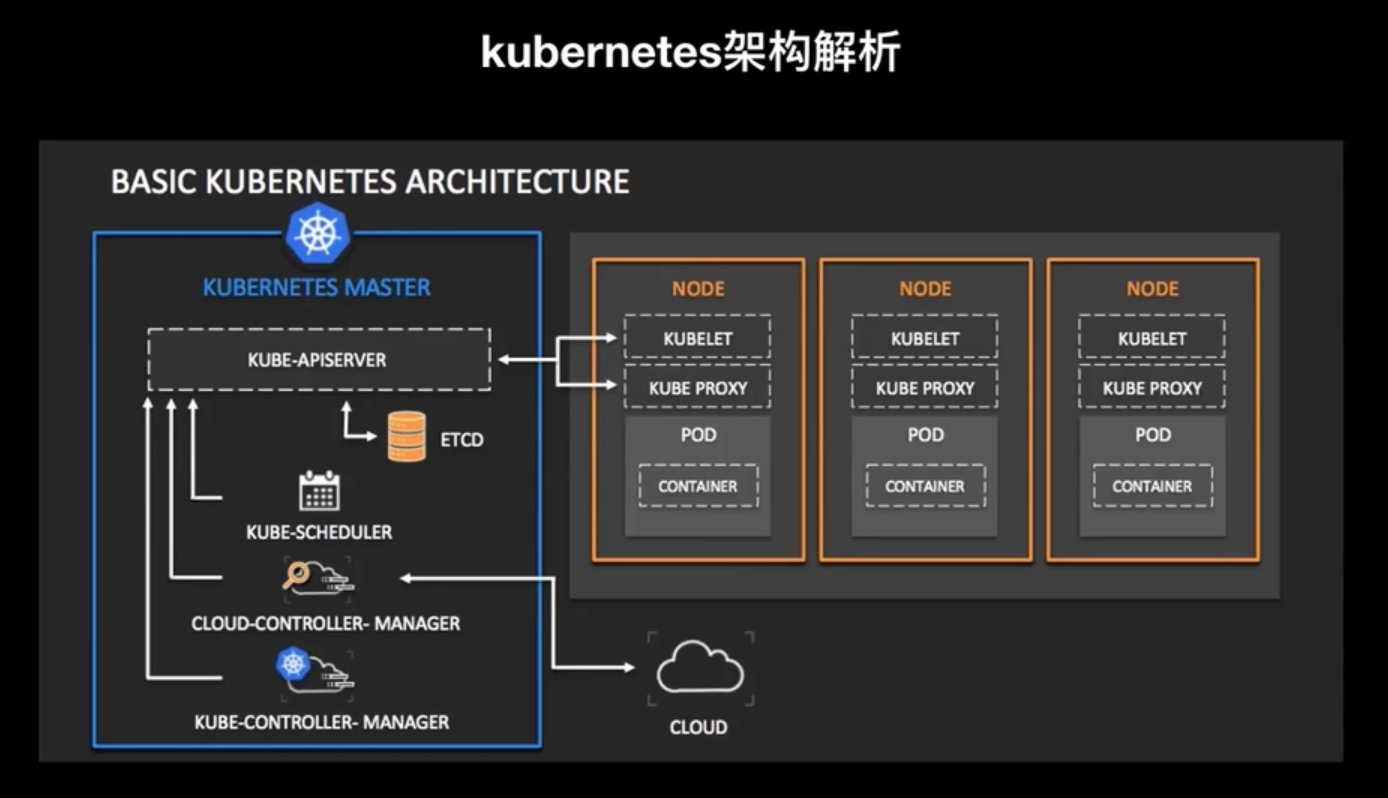 kubernetes架构解析
BASIC KUBERNETES ARCHITECTURE
KUBERNETES MASTER
KUBE-APISERVER
ETCD
KUBE-SCHEDULER
CLOUD-CONTROLLER- MANAGER
KUBE-CONTROLLER- MANAGER
NODE
KUBELET
KUBE PROXY
POD
CONTAINER
NODE
KUBELET
KUBE PROXY
POD
CONTAINER
NODE
KUBELET
KUBE PROXY
POD
CONTAINER
CLOUD